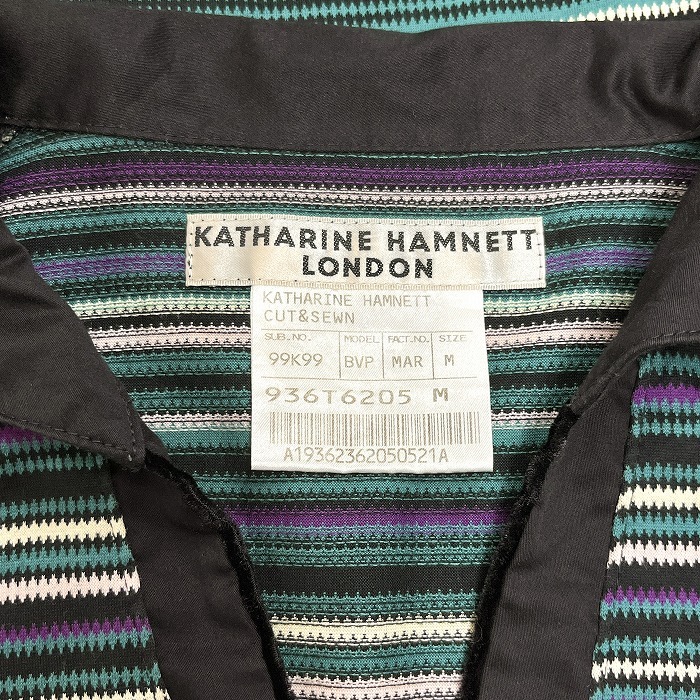 KATHARINE HAMNETT
LONDON
KATHARINE HAMNETT
CUT&SEWN
SUB.NO. MODEL FACT.NO. SIZE
99K99 BVP MAR M
936T6205 M
A19362362050521A